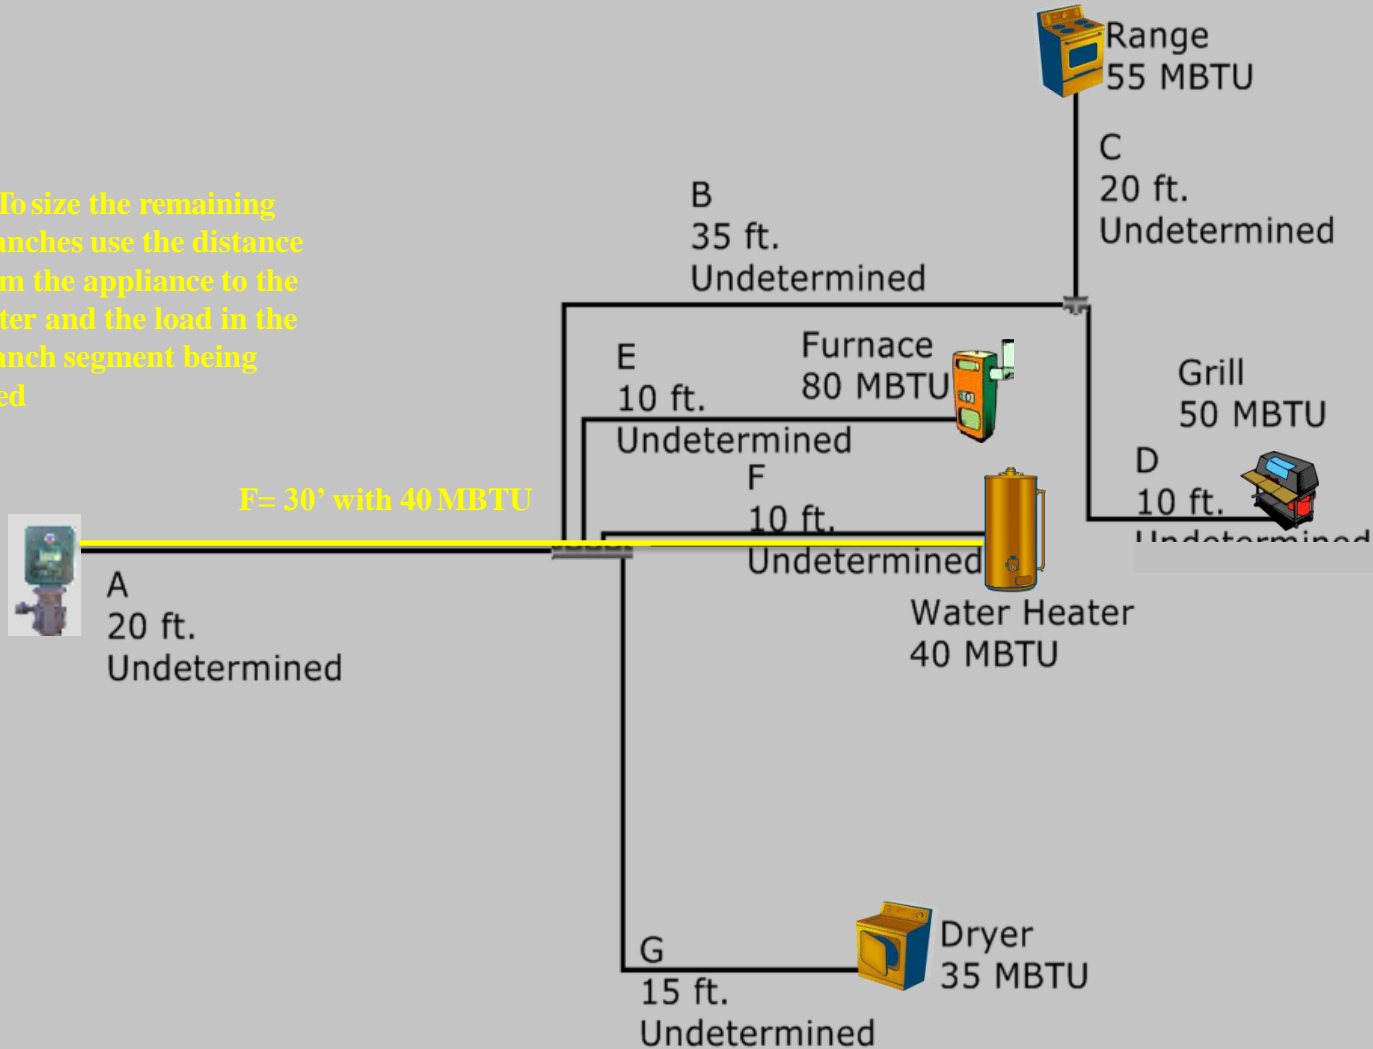 Range
55 MBTU
C
20 ft.
Undetermined
B
35 ft.
Undetermined
To size the remaining
anches use the distance
m the appliance to the
ter and the load in the
anch segment being
ed
Furnace
80 MBTU
E
10 ft.
Undetermined
Grill
50 MBTU
D
10 ft.
Undetermined
F
10 ft.
Undetermined
F= 30’ with 40 MBTU
A
20 ft.
Undetermined
Water Heater
40 MBTU
Dryer
35 MBTU
G
15 ft.
Undetermined